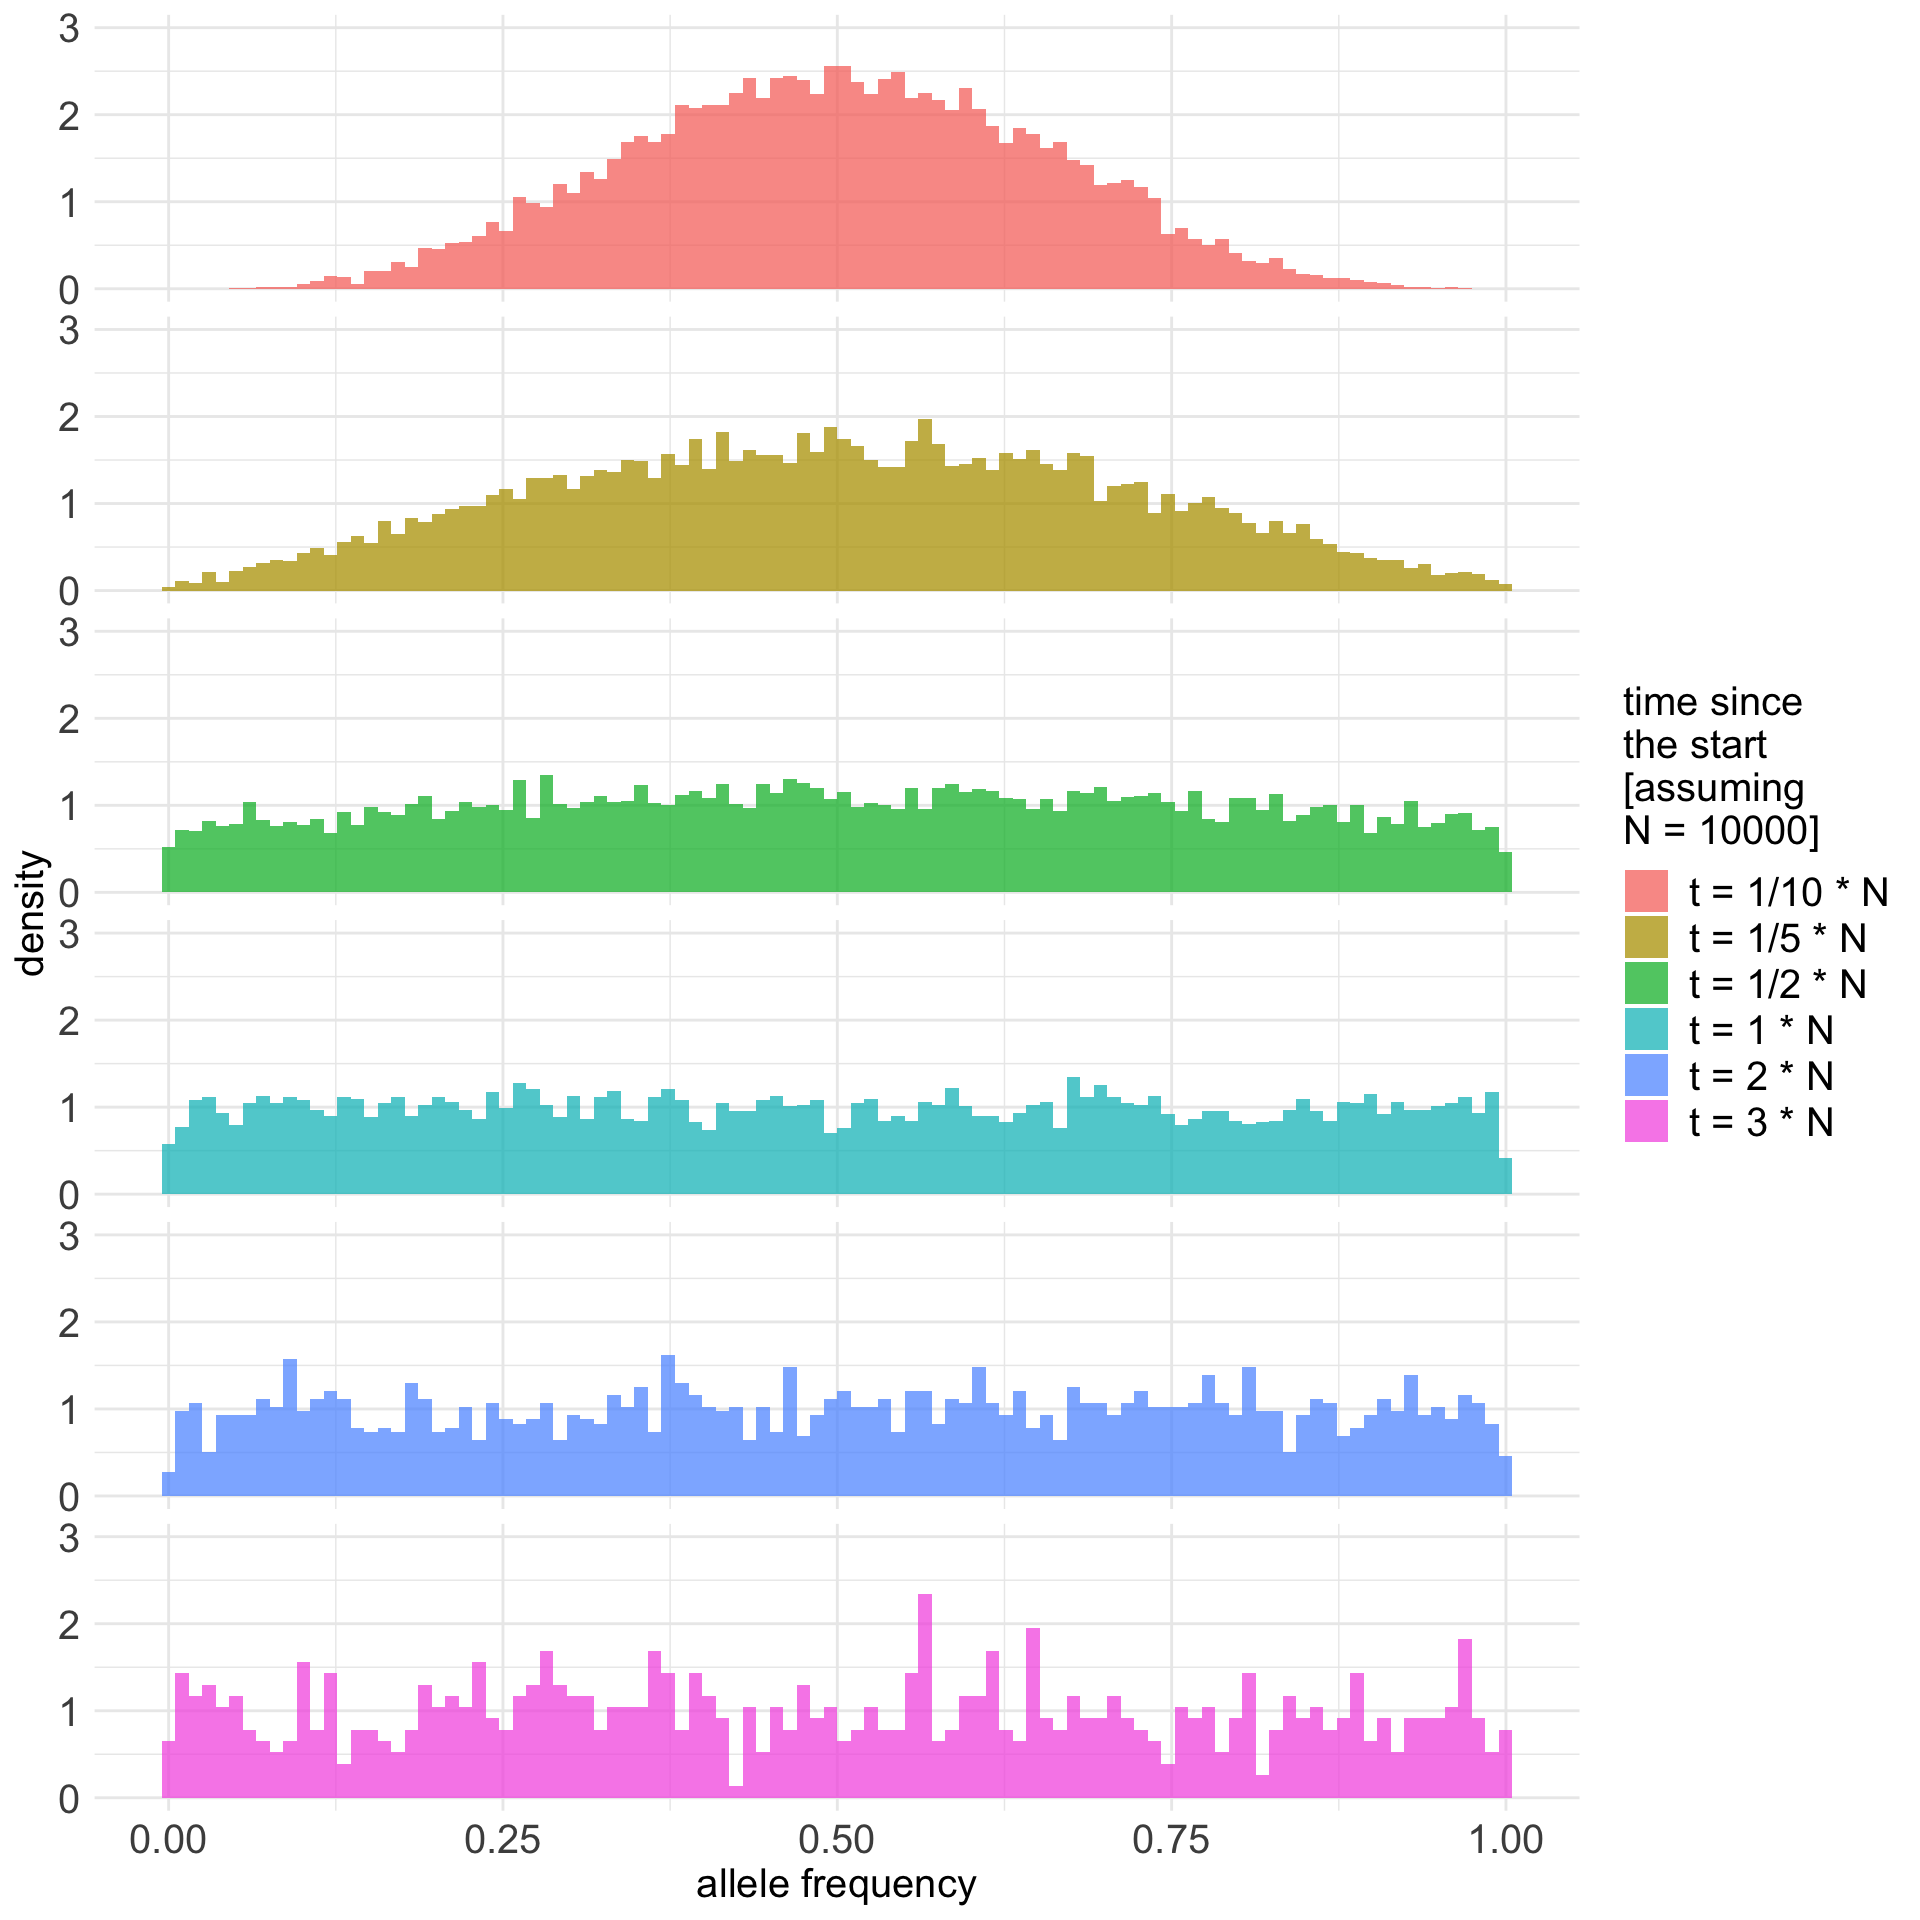 3
2
1
0
3
2
1
0
3
2
1
0
3
2
1
0
3
2
1
0
3
2
1
0
density
0.00 0.25 0.50 0.75 1.00
allele frequency
time since
the start
[assuming
N = 10000]
t = 1/10 * N
t = 1/5 * N
t = 1/2 * N
t = 1 * N
t = 2 * N
t = 3 * N